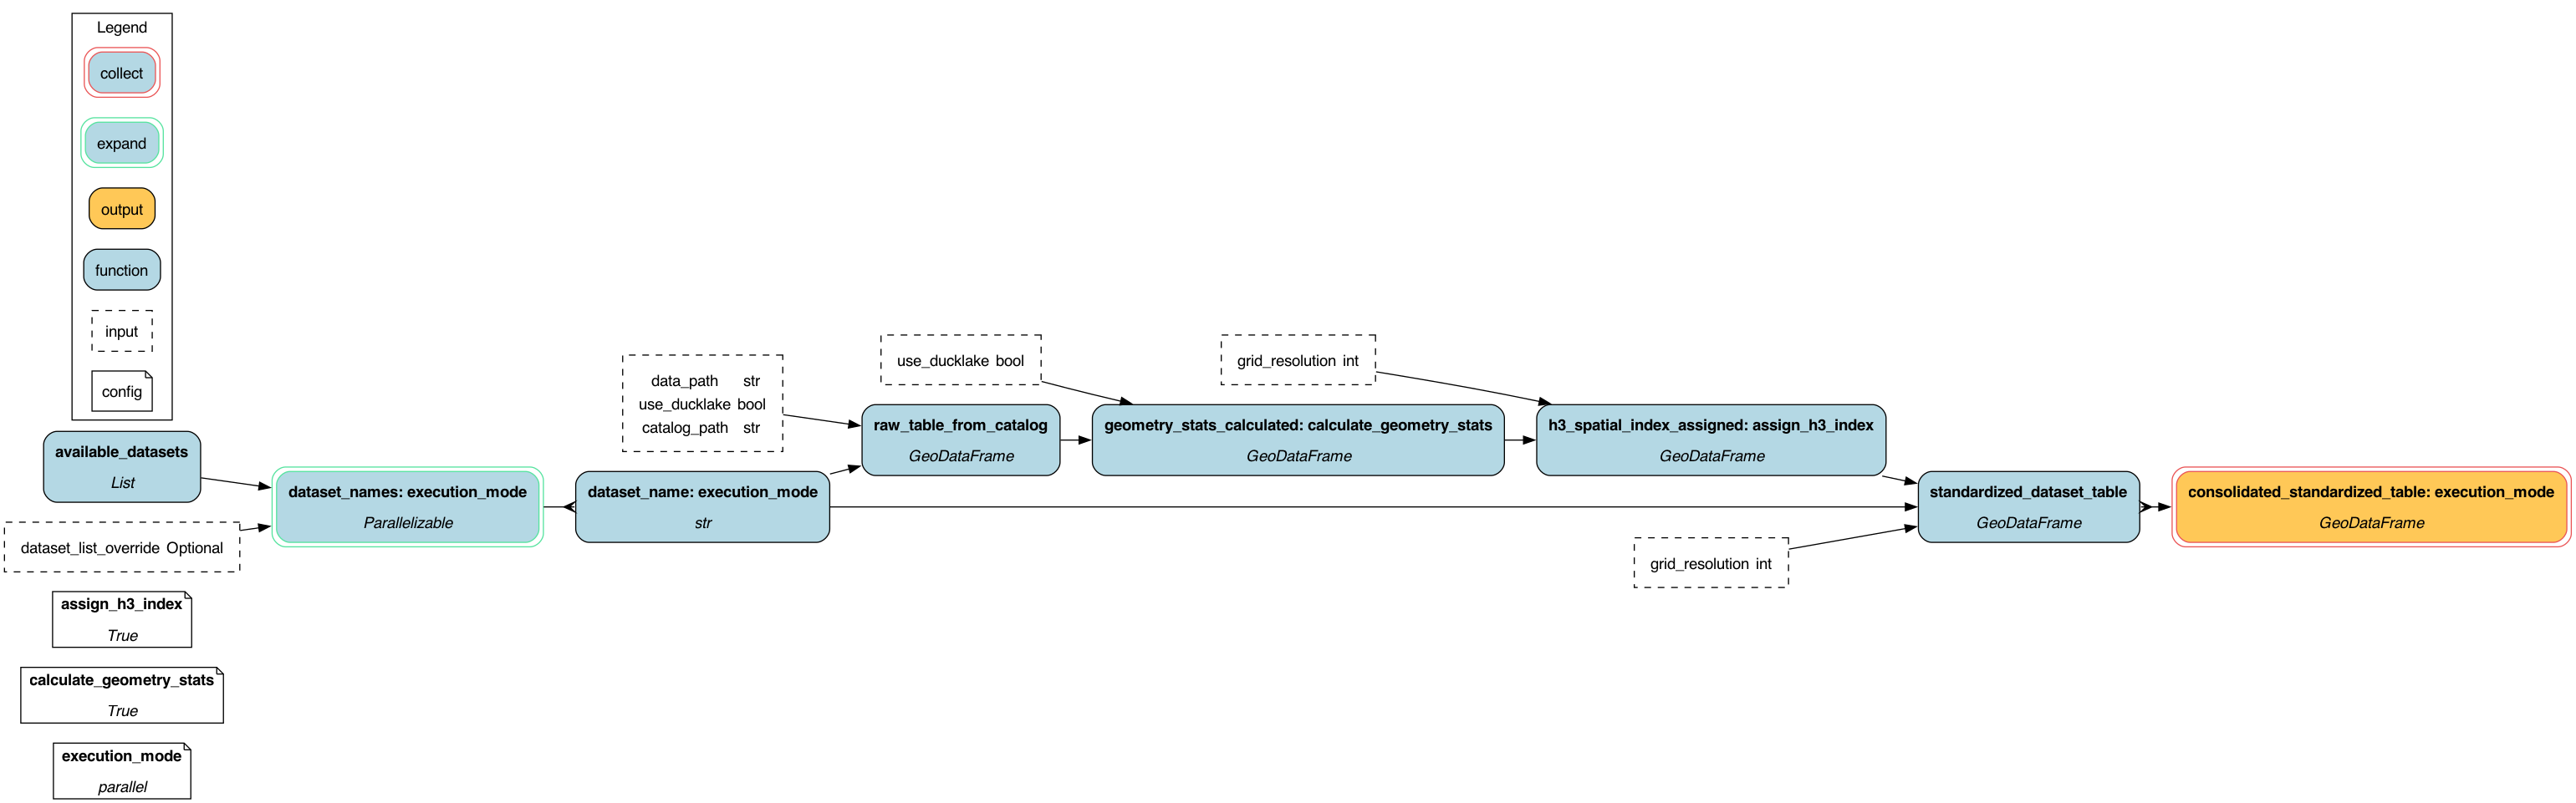 Legend
collect
expand
output
function
input
config
available_datasets
List
dataset_list_override Optional
assign_h3_index
True
calculate_geometry_stats
True
execution_mode
parallel
dataset_names: execution_mode
Parallelizable
dataset_name: execution_mode
str
data_path str
use_ducklake bool
catalog_path str
raw_table_from_catalog
GeoDataFrame
use_ducklake bool
geometry_stats_calculated: calculate_geometry_stats
GeoDataFrame
grid_resolution int
h3_spatial_index_assigned: assign_h3_index
GeoDataFrame
grid_resolution int
standardized_dataset_table
GeoDataFrame
consolidated_standardized_table: execution_mode
GeoDataFrame